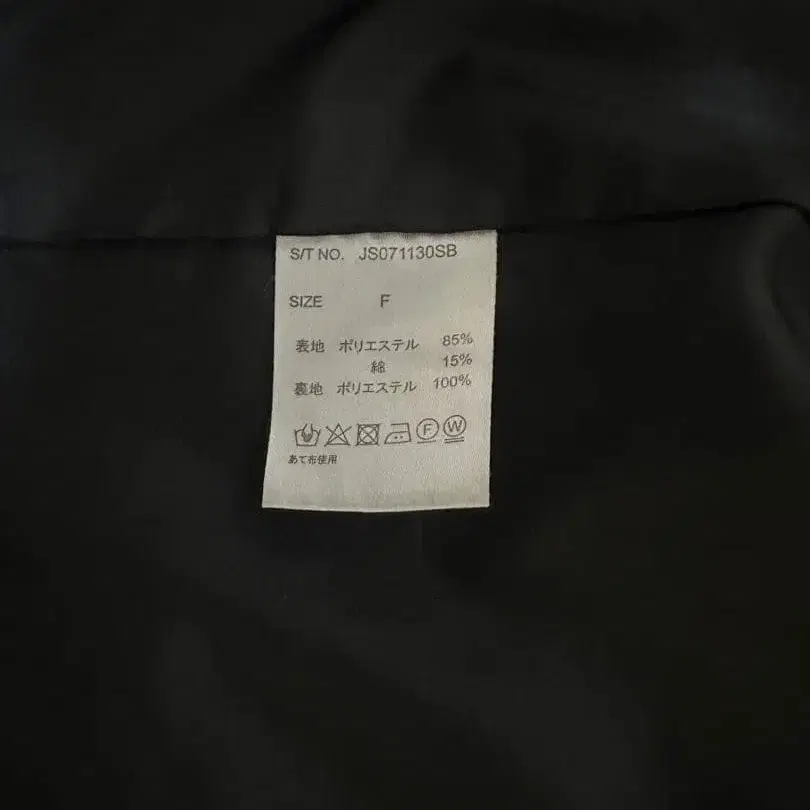 S/T NO. JS071130SB
SIZE F
表地 ポリエステル 85%
綿 15%
裏地 ポリエステル 100%
F W
あて布使用